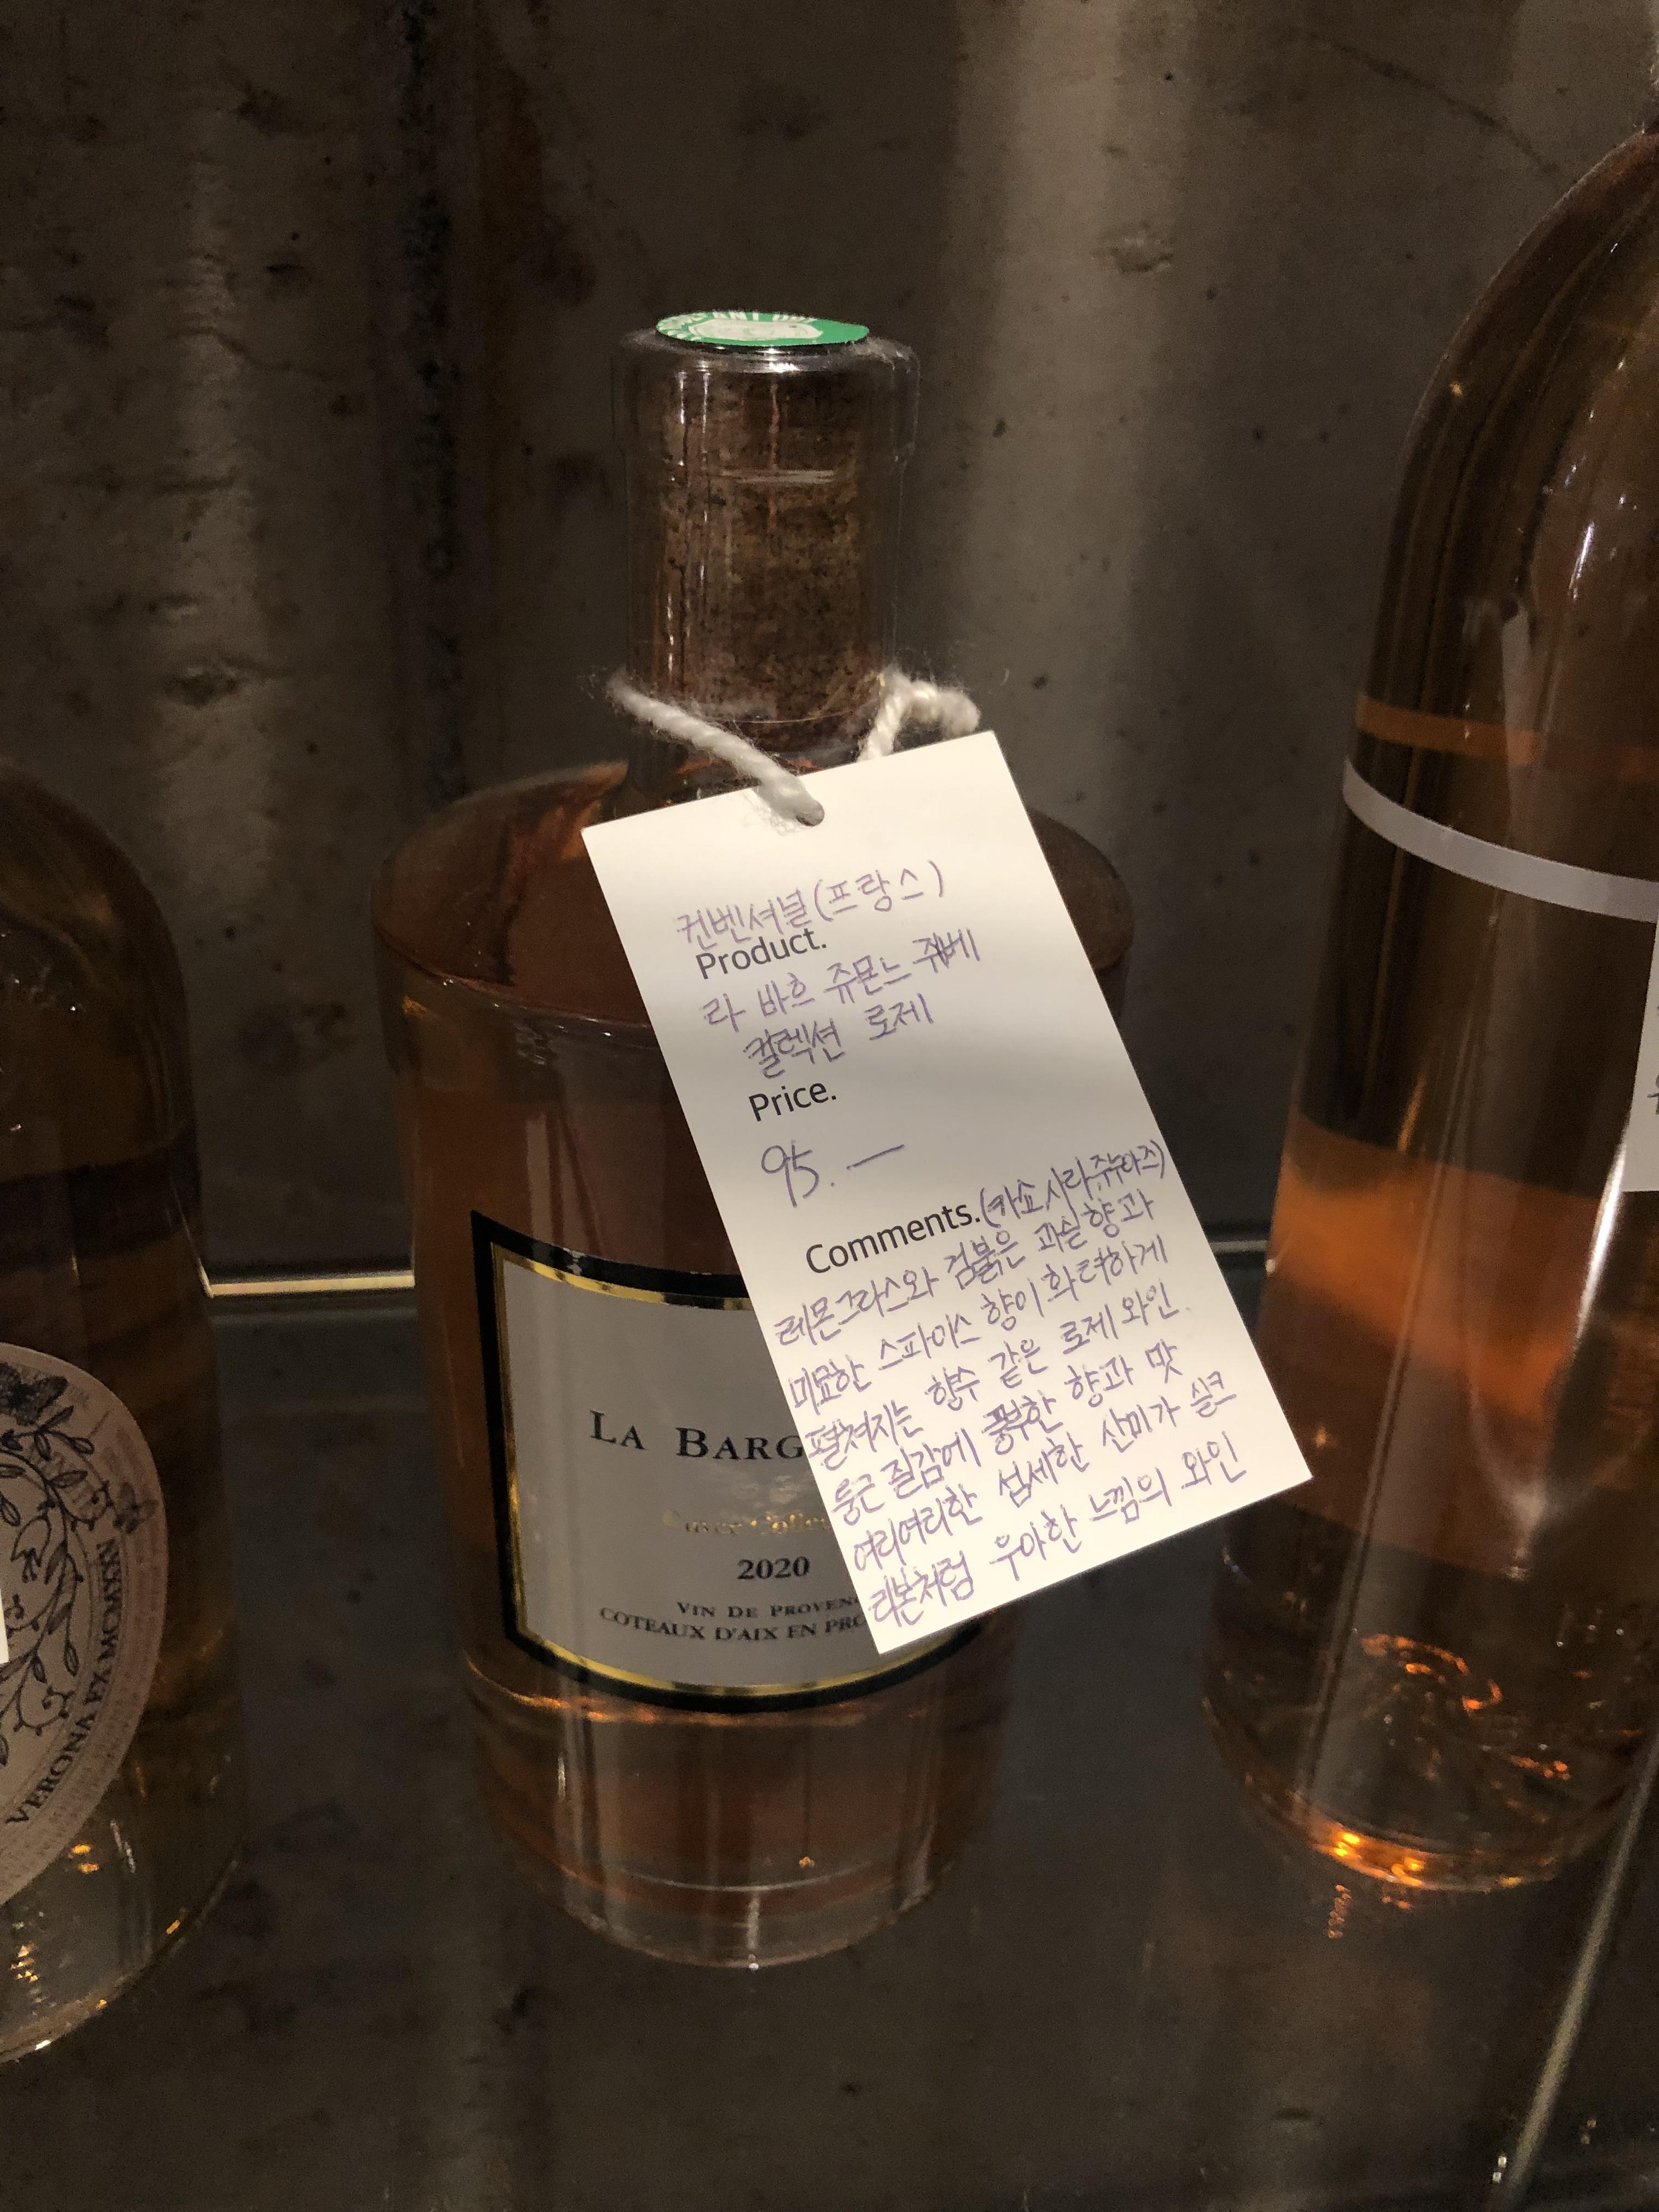 컨벤셔널(프랑스)
Product.
라 바흐 쥬몬느 뀌베
컬렉션 로제
Price.
95.—
Comments.(카쇼,시라,쥬누아즈)
레몬그라스와 검붉은 과실향과
미묘한 스파이스 향이 화려하게
펼쳐지는 향수 같은 로제 와인.
둥근 질감에 풍부한 향과 맛
여리여리한 섬세한 산미가 실크
리본처럼 우아한 느낌의 와인
LA BARG
2020
VIN DE PROVENC
COTEAUX D'AIX EN PRO
VERONA EX MCMXXN